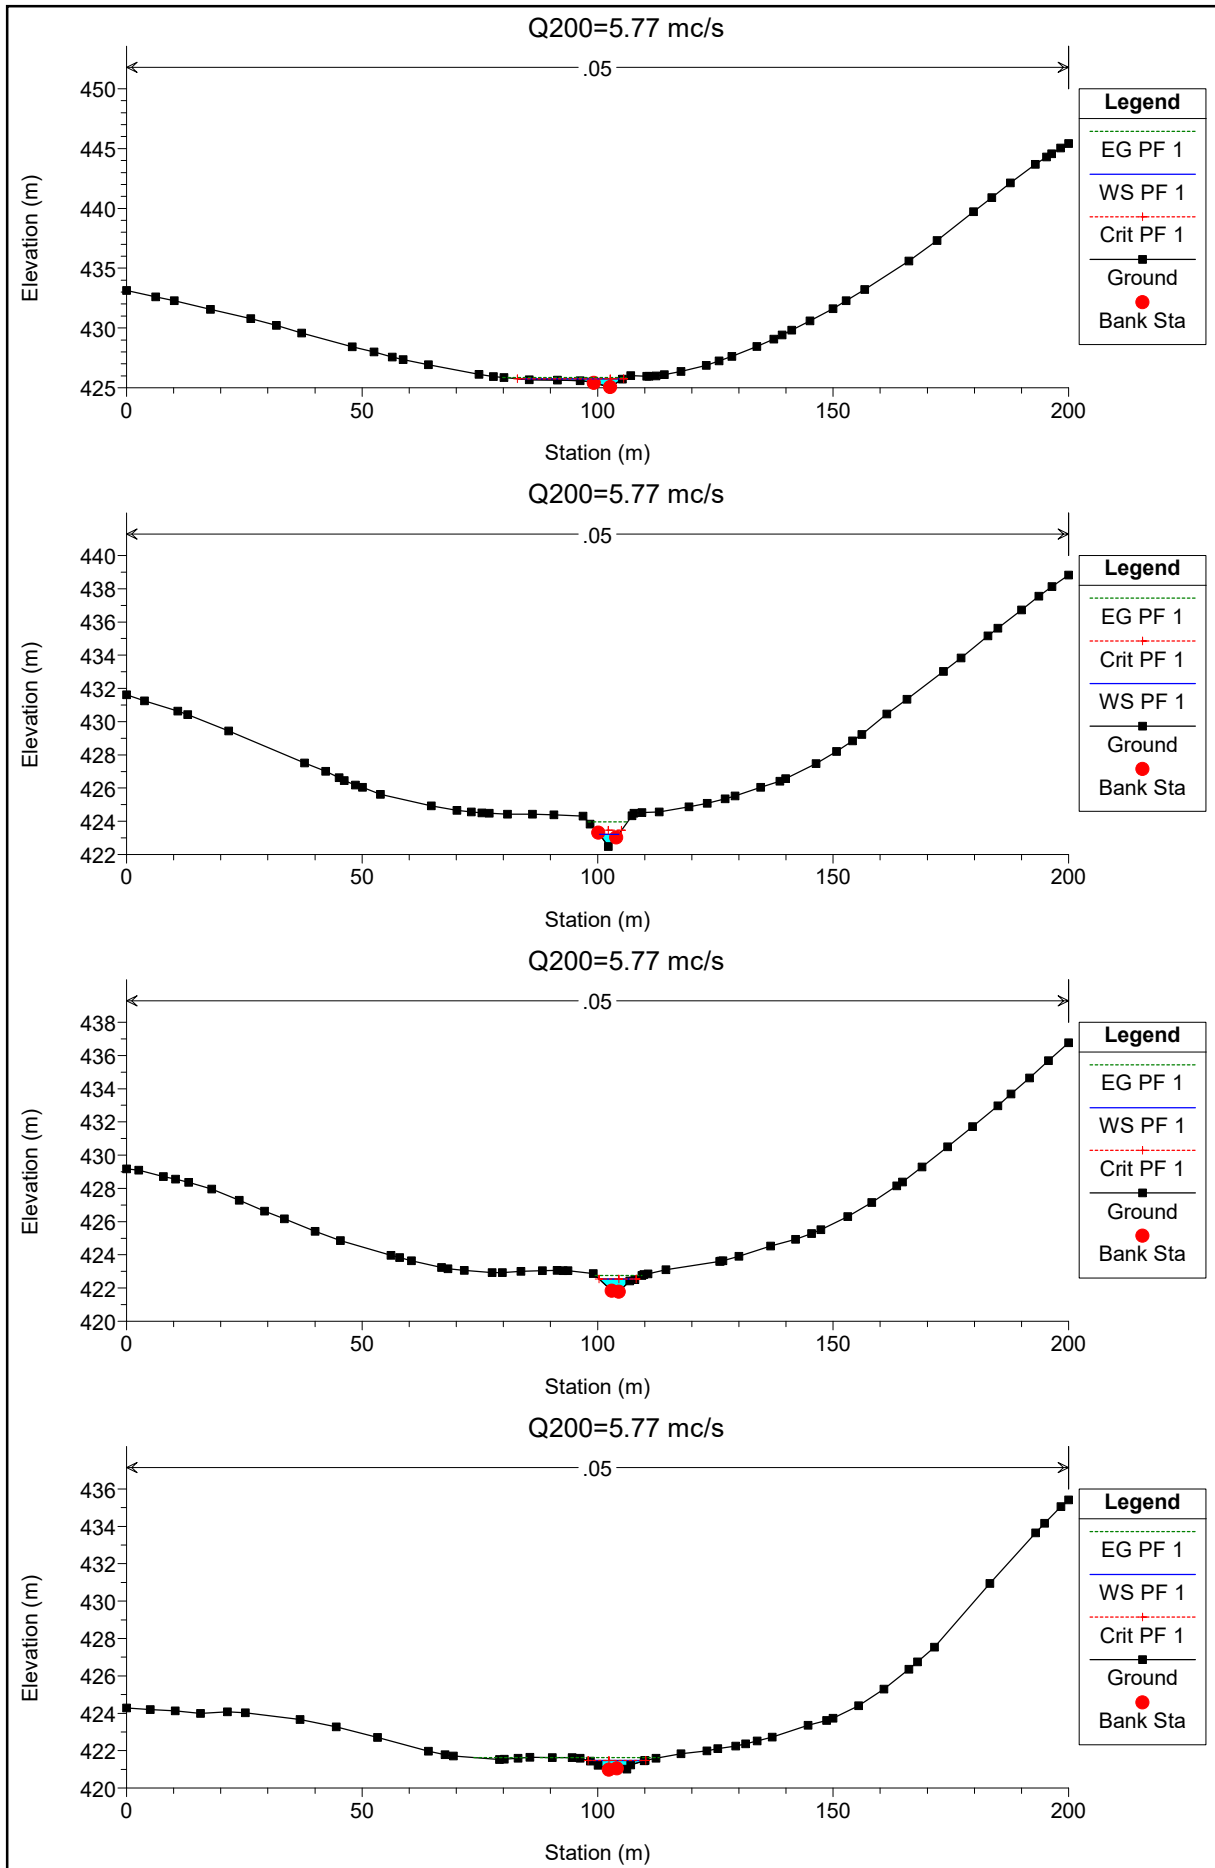 Q200=5.77 mc/s
.05
450
445
440
435
430
425
Elevation (m)
0
50
100
150
200
Station (m)
Legend
EG PF 1
WS PF 1
Crit PF 1
Ground
Bank Sta
Q200=5.77 mc/s
.05
440
438
436
434
432
430
428
426
424
422
Elevation (m)
0
50
100
150
200
Station (m)
Legend
EG PF 1
Crit PF 1
WS PF 1
Ground
Bank Sta
Q200=5.77 mc/s
.05
438
436
434
432
430
428
426
424
422
420
Elevation (m)
0
50
100
150
200
Station (m)
Legend
EG PF 1
WS PF 1
Crit PF 1
Ground
Bank Sta
Q200=5.77 mc/s
.05
436
434
432
430
428
426
424
422
420
Elevation (m)
0
50
100
150
200
Station (m)
Legend
EG PF 1
WS PF 1
Crit PF 1
Ground
Bank Sta